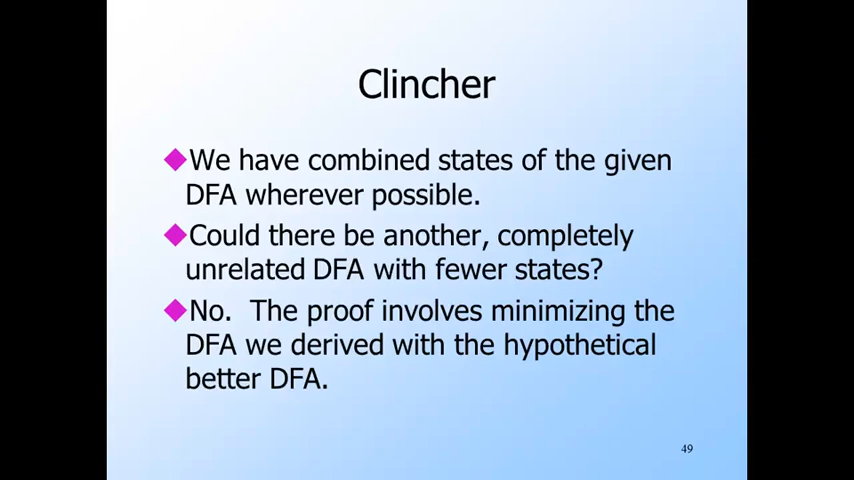 Clincher
We have combined states of the given
DFA wherever possible.
Could there be another, completely
unrelated DFA with fewer states?
No.  The proof involves minimizing the
DFA we derived with the hypothetical
better DFA.
49